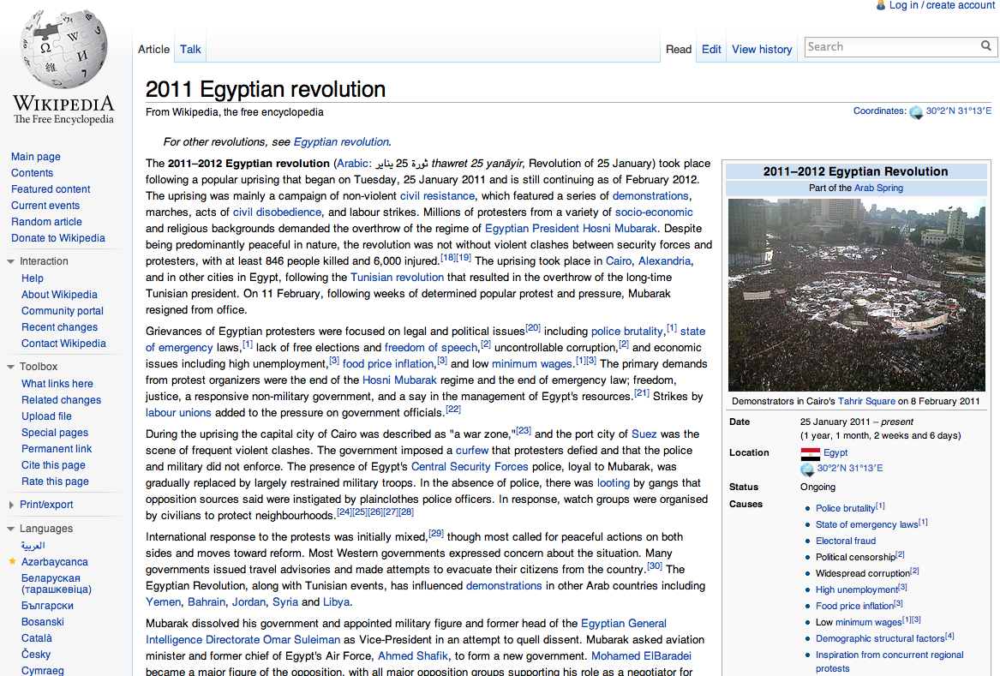 Log in / create account
WIKIPEDIA
The Free Encyclopedia
Article
Talk
Read
Edit
View history
Search
2011 Egyptian revolution
From Wikipedia, the free encyclopedia
Coordinates: 30°2′N 31°13′E
Main page
Contents
Featured content
Current events
Random article
Donate to Wikipedia
Interaction
Help
About Wikipedia
Community portal
Recent changes
Contact Wikipedia
Toolbox
What links here
Related changes
Upload file
Special pages
Permanent link
Cite this page
Rate this page
Print/export
Languages
العربية
Azərbaycanca
Беларуская
(тарашкевіца)
Български
Bosanski
Català
Česky
Cymraeg
For other revolutions, see Egyptian revolution.
The 2011–2012 Egyptian revolution (Arabic: ثورة 25 يناير thawret 25 yanāyir, Revolution of 25 January) took place
following a popular uprising that began on Tuesday, 25 January 2011 and is still continuing as of February 2012.
The uprising was mainly a campaign of non-violent civil resistance, which featured a series of demonstrations,
marches, acts of civil disobedience, and labour strikes. Millions of protesters from a variety of socio-economic
and religious backgrounds demanded the overthrow of the regime of Egyptian President Hosni Mubarak. Despite
being predominantly peaceful in nature, the revolution was not without violent clashes between security forces and
protesters, with at least 846 people killed and 6,000 injured.[18][19] The uprising took place in Cairo, Alexandria,
and in other cities in Egypt, following the Tunisian revolution that resulted in the overthrow of the long-time
Tunisian president. On 11 February, following weeks of determined popular protest and pressure, Mubarak
resigned from office.
Grievances of Egyptian protesters were focused on legal and political issues[20] including police brutality,[1] state
of emergency laws,[1] lack of free elections and freedom of speech,[2] uncontrollable corruption,[2] and economic
issues including high unemployment,[3] food price inflation,[3] and low minimum wages.[1][3] The primary demands
from protest organizers were the end of the Hosni Mubarak regime and the end of emergency law; freedom,
justice, a responsive non-military government, and a say in the management of Egypt's resources.[21] Strikes by
labour unions added to the pressure on government officials.[22]
During the uprising the capital city of Cairo was described as "a war zone,"[23] and the port city of Suez was the
scene of frequent violent clashes. The government imposed a curfew that protesters defied and that the police
and military did not enforce. The presence of Egypt's Central Security Forces police, loyal to Mubarak, was
gradually replaced by largely restrained military troops. In the absence of police, there was looting by gangs that
opposition sources said were instigated by plainclothes police officers. In response, watch groups were organised
by civilians to protect neighbourhoods.[24][25][26][27][28]
International response to the protests was initially mixed,[29] though most called for peaceful actions on both
sides and moves toward reform. Most Western governments expressed concern about the situation. Many
governments issued travel advisories and made attempts to evacuate their citizens from the country.[30] The
Egyptian Revolution, along with Tunisian events, has influenced demonstrations in other Arab countries including
Yemen, Bahrain, Jordan, Syria and Libya.
Mubarak dissolved his government and appointed military figure and former head of the Egyptian General
Intelligence Directorate Omar Suleiman as Vice-President in an attempt to quell dissent. Mubarak asked aviation
minister and former chief of Egypt's Air Force, Ahmed Shafik, to form a new government. Mohamed ElBaradei
became a major figure of the opposition, with all major opposition groups supporting his role as a negotiator for
2011–2012 Egyptian Revolution
Part of the Arab Spring
Demonstrators in Cairo's Tahrir Square on 8 February 2011
Date 25 January 2011 – present
(1 year, 1 month, 2 weeks and 6 days)
Location Egypt
30°2′N 31°13′E
Status Ongoing
Causes
• Police brutality[1]
• State of emergency laws[1]
• Electoral fraud
• Political censorship[2]
• Widespread corruption[2]
• High unemployment[3]
• Food price inflation[3]
• Low minimum wages[1][3]
• Demographic structural factors[4]
• Inspiration from concurrent regional
protests